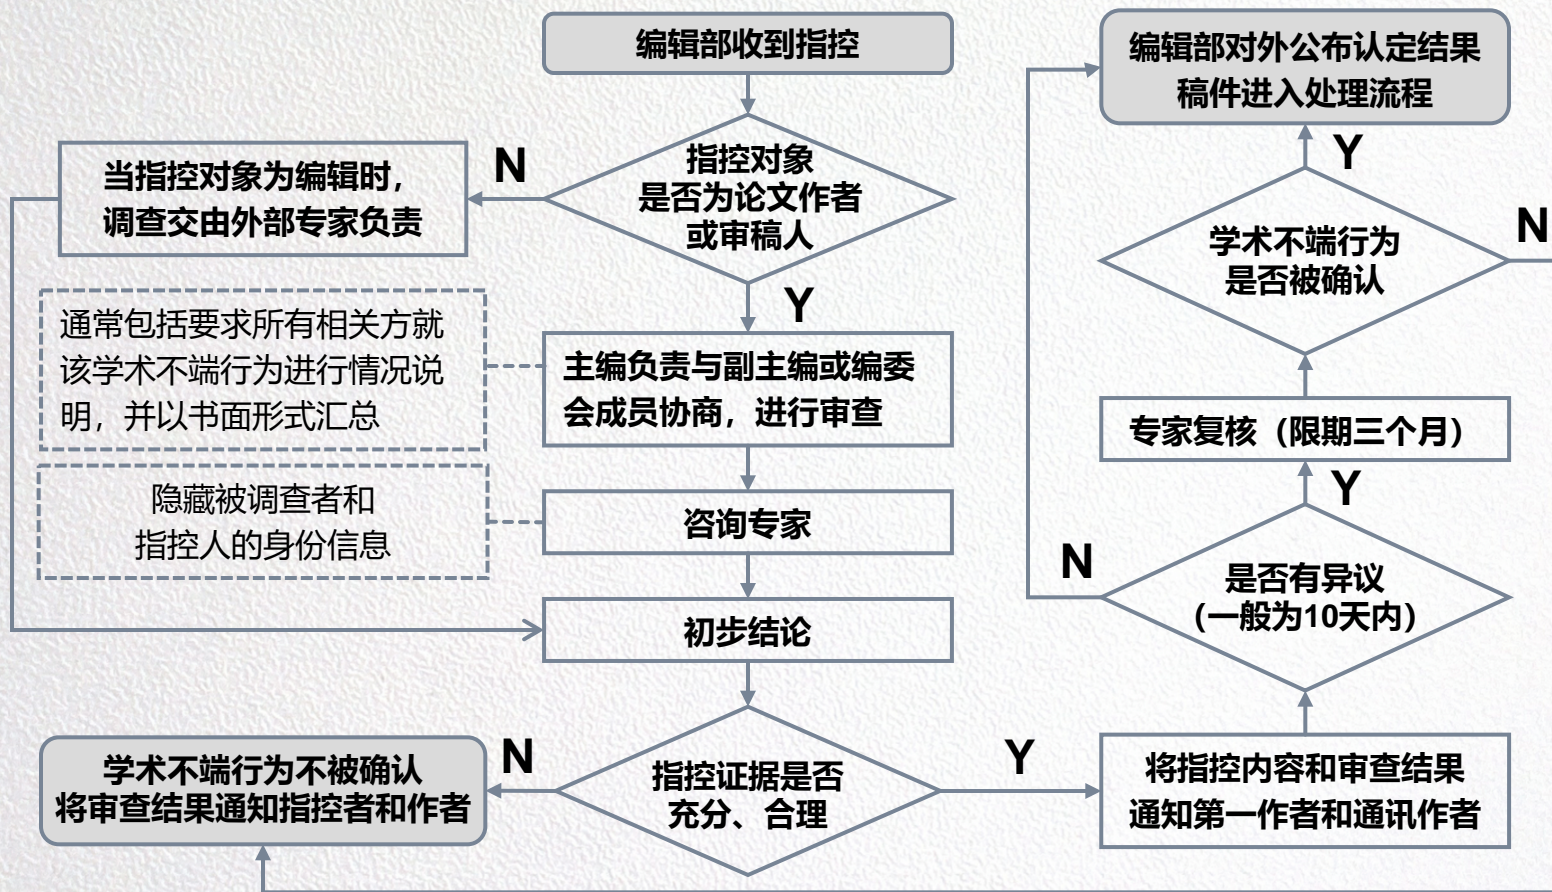 编辑部收到指控
指控对象
是否为论文作者
或审稿人
N
当指控对象为编辑时，
调查交由外部专家负责
Y
主编负责与副主编或编委
会成员协商，进行审查
通常包括要求所有相关方就
该学术不端行为进行情况说
明，并以书面形式汇总
咨询专家
隐藏被调查者和
指控人的身份信息
初步结论
指控证据是否
充分、合理
N
学术不端行为不被确认
将审查结果通知指控者和作者
Y
将指控内容和审查结果
通知第一作者和通讯作者
是否有异议
（一般为10天内）
N
Y
专家复核（限期三个月）
学术不端行为
是否被确认
N
Y
编辑部对外公布认定结果
稿件进入处理流程